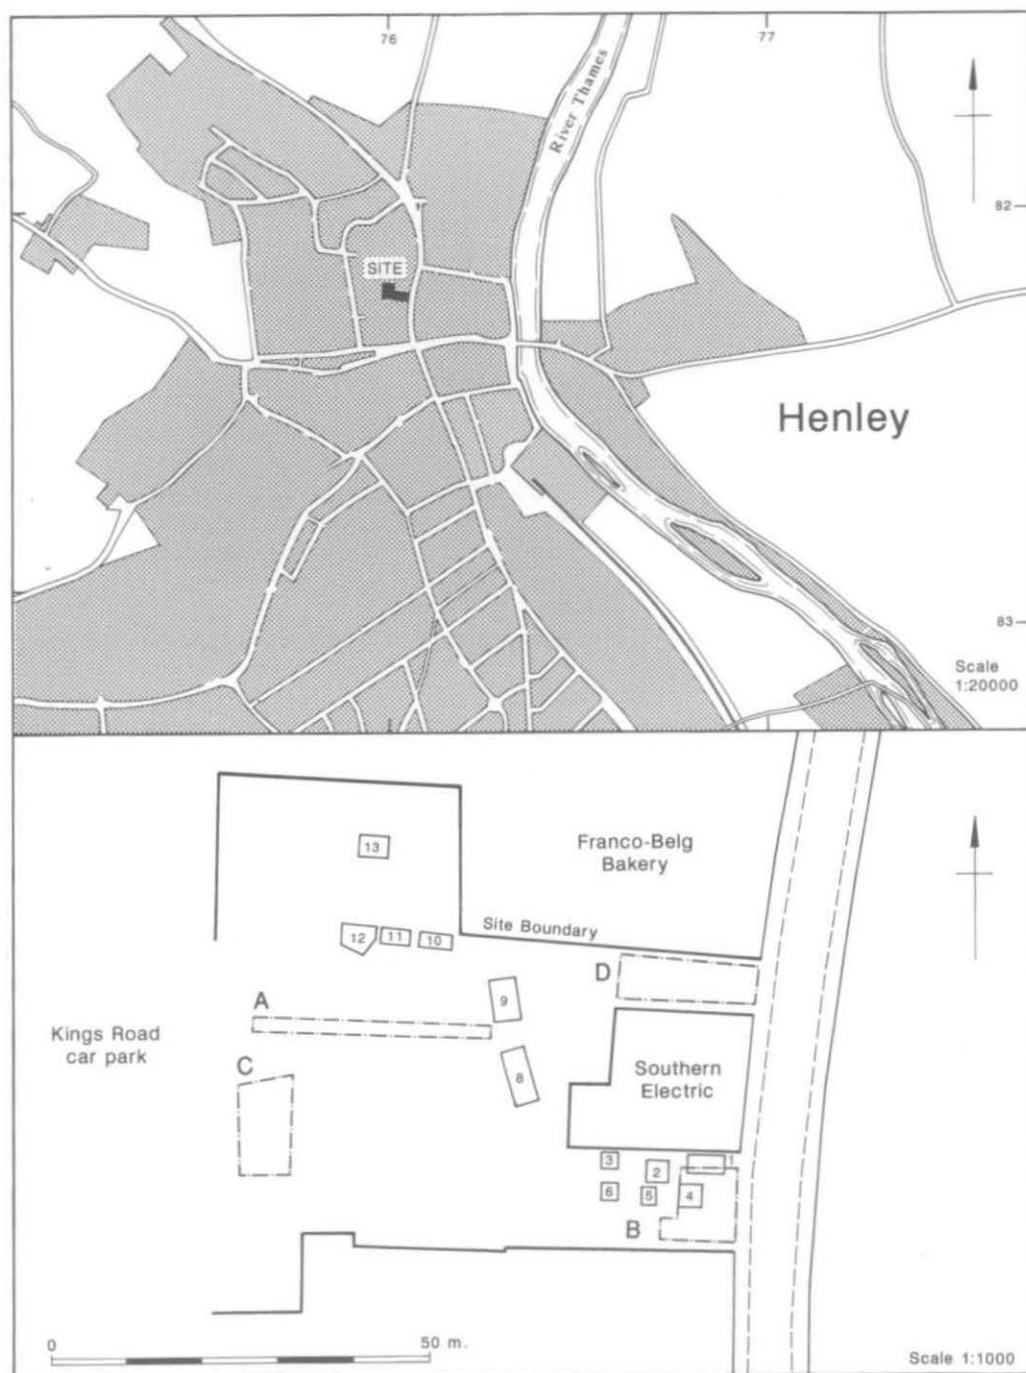 76
77
River Thames
82
SITE
Henley
83
Scale
1:20000
13
Franco-Belg
Bakery
12
11
10
Site Boundary
D
9
A
Kings Road
car park
C
8
Southern
Electric
3
2
1
6
5
4
B
0
50 m.
Scale 1:1000